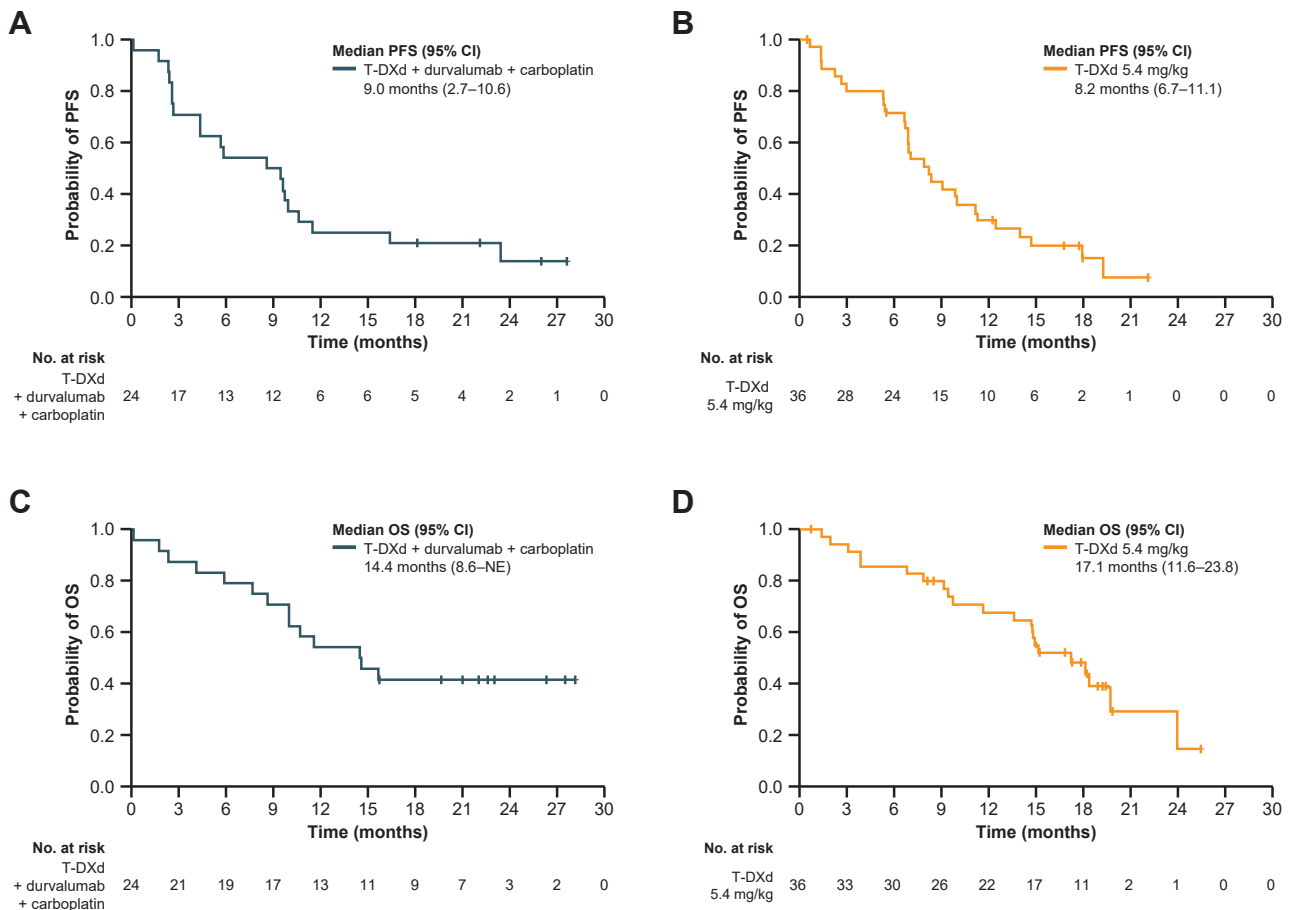 A
Median PFS (95% CI)
T-DXd + durvalumab + carboplatin
9.0 months (2.7–10.6)
Probability of PFS
1.0
0.8
0.6
0.4
0.2
0.0
0 3 6 9 12 15 18 21 24 27 30
Time (months)
No. at risk
T-DXd
+ durvalumab
+ carboplatin
24 17 13 12 6 6 5 4 2 1 0
B
Median PFS (95% CI)
T-DXd 5.4 mg/kg
8.2 months (6.7–11.1)
Probability of PFS
1.0
0.8
0.6
0.4
0.2
0.0
0 3 6 9 12 15 18 21 24 27 30
Time (months)
No. at risk
T-DXd
5.4 mg/kg
36 28 24 15 10 6 2 1 0 0 0
C
Median OS (95% CI)
T-DXd + durvalumab + carboplatin
14.4 months (8.6–NE)
Probability of OS
1.0
0.8
0.6
0.4
0.2
0.0
0 3 6 9 12 15 18 21 24 27 30
Time (months)
No. at risk
T-DXd
+ durvalumab
+ carboplatin
24 21 19 17 13 11 9 7 3 2 0
D
Median OS (95% CI)
T-DXd 5.4 mg/kg
17.1 months (11.6–23.8)
Probability of OS
1.0
0.8
0.6
0.4
0.2
0.0
0 3 6 9 12 15 18 21 24 27 30
Time (months)
No. at risk
T-DXd
5.4 mg/kg
36 33 30 26 22 17 11 2 1 0 0